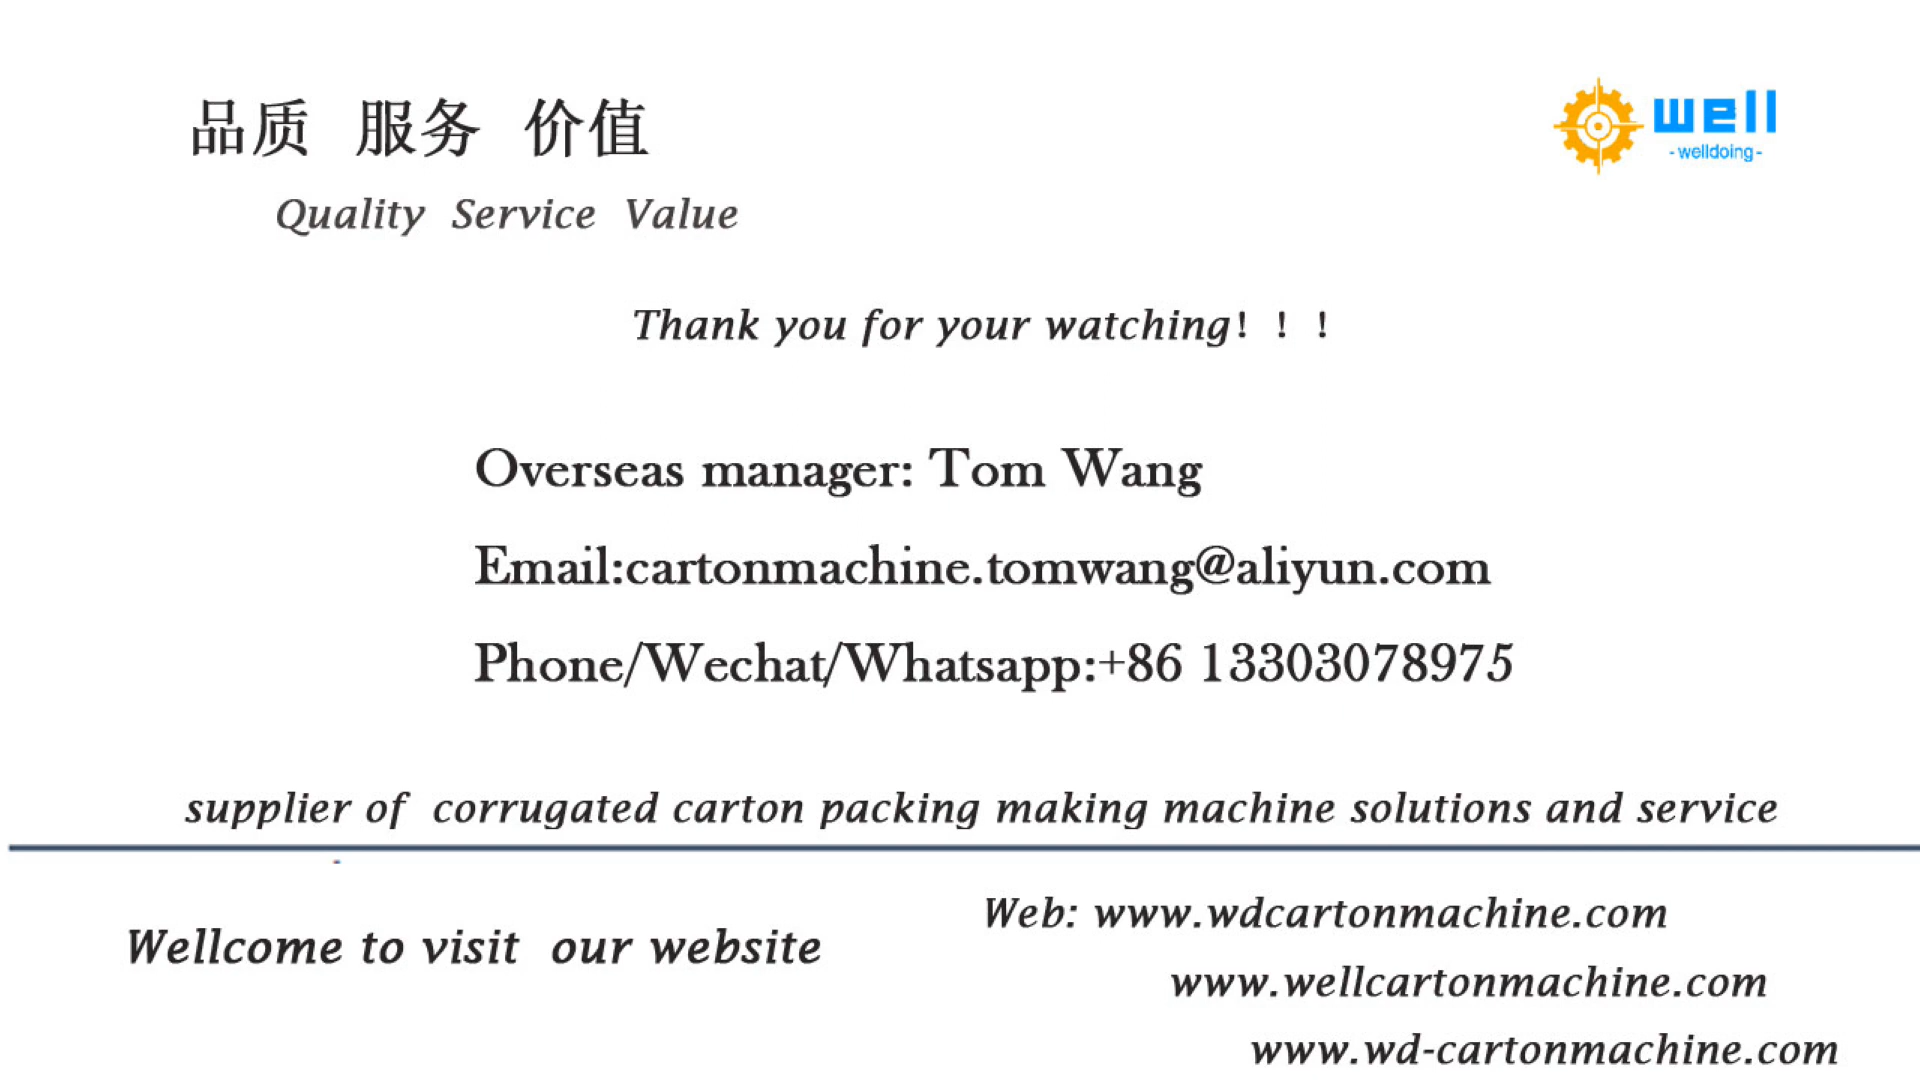 品质 服务 价值
well
-welldoing-
Quality Service Value
Thank you for your watching！！！
Overseas manager: Tom Wang
Email:cartonmachine.tomwang@aliyun.com
Phone/Wechat/Whatsapp:+86 13303078975
supplier of corrugated carton packing making machine solutions and service
Wellcome to visit our website
Web: www.wdcartonmachine.com
www.wellcartonmachine.com
www.wd-cartonmachine.com